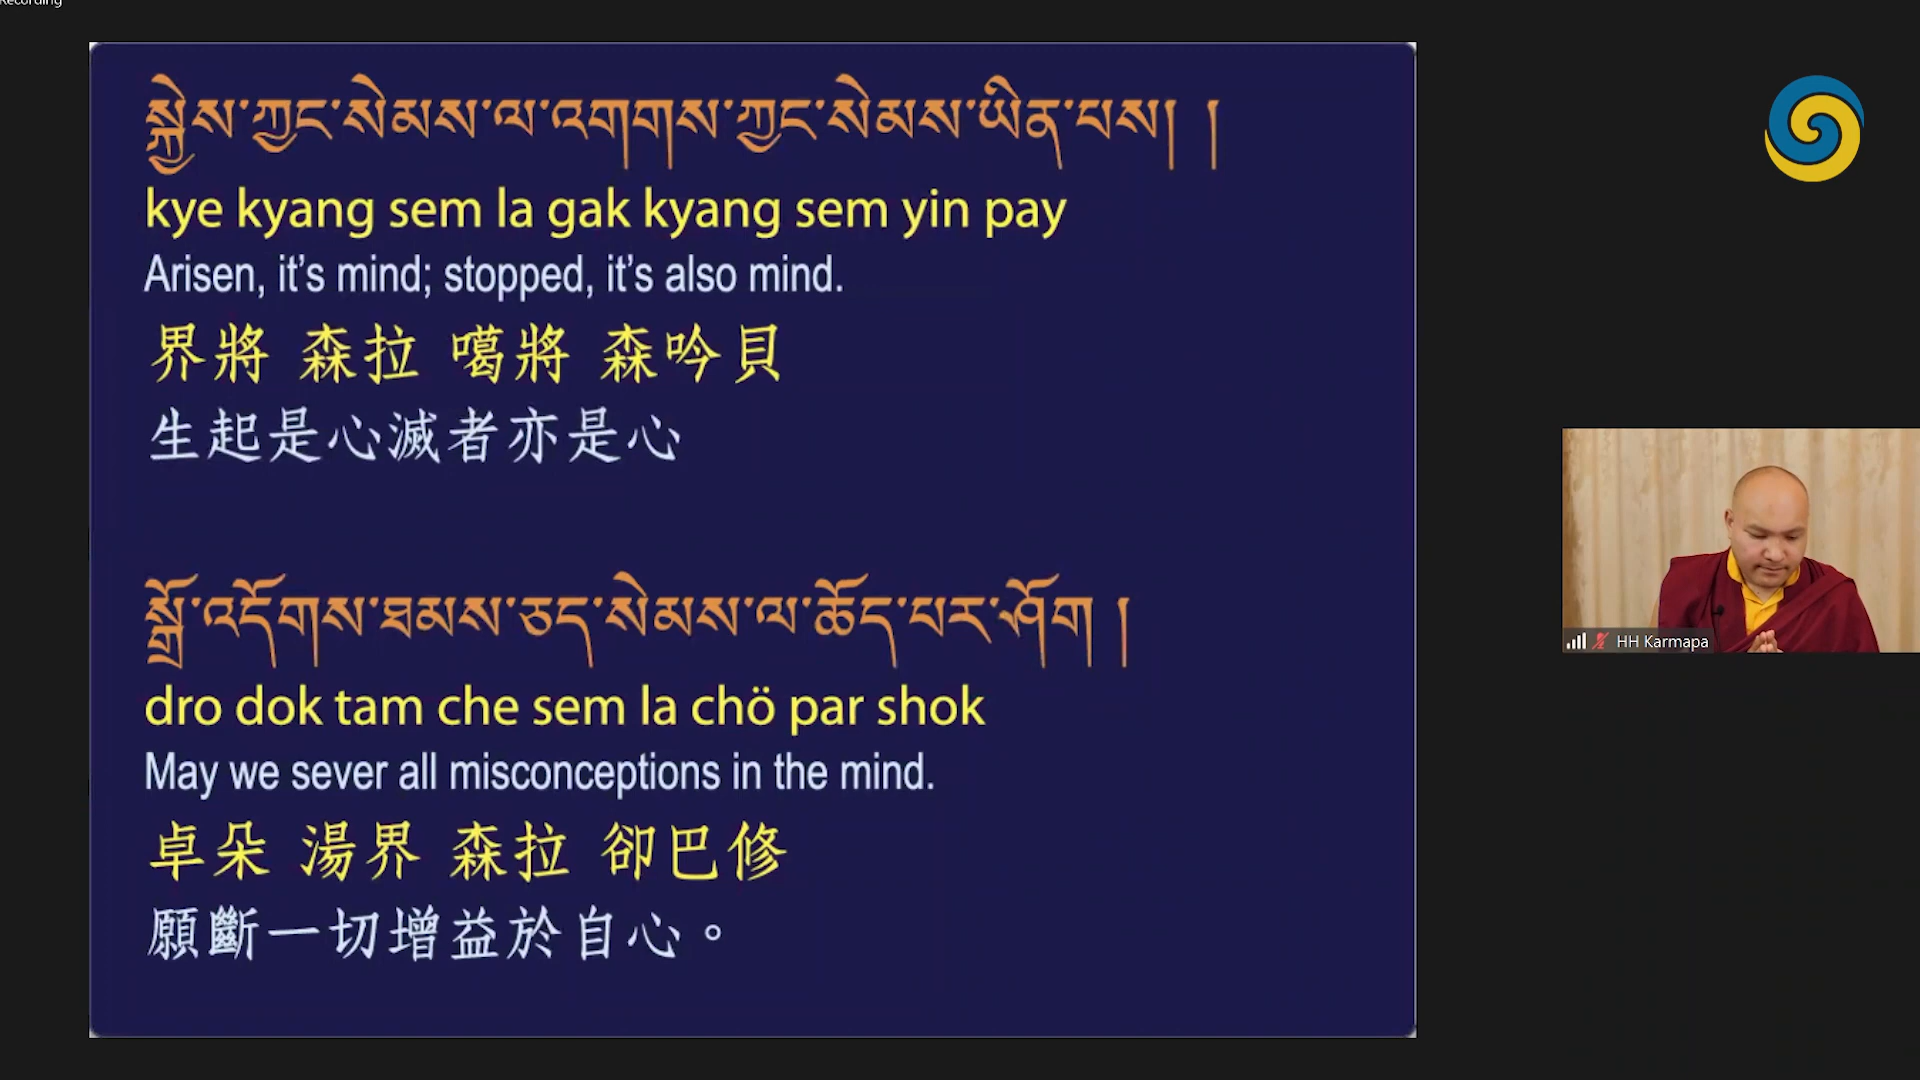 Recording
སྐྱེས་ཀྱང་སེམས་ལ་འགགས་ཀྱང་སེམས་ཡིན་པས། །
kye kyang sem la gak kyang sem yin pay
Arisen, it’s mind; stopped, it’s also mind.
界將 森拉 噶將 森吟貝
生起是心滅者亦是心
སྒྲོ་འདོགས་ཐམས་ཅད་སེམས་ལ་ཆོད་པར་ཤོག །
dro dok tam che sem la chö par shok
May we sever all misconceptions in the mind.
卓朵 湯界 森拉 卻巴修
願斷一切增益於自心。
HH Karmapa